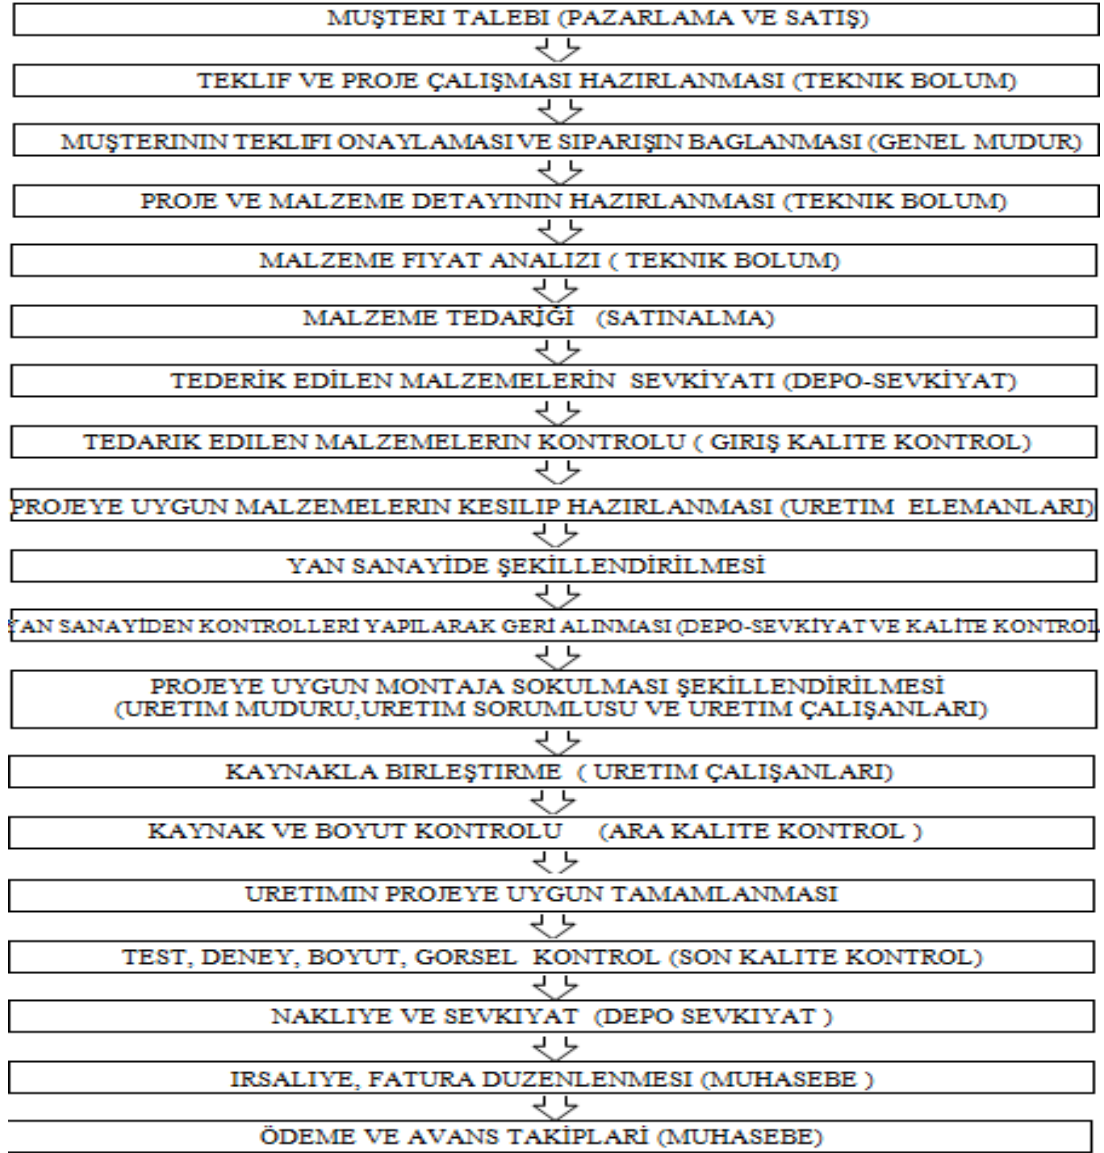 MUŞTERI TALEBI (PAZARLAMA VE SATIŞ)
TEKLIF VE PROJE ÇALIŞMASI HAZIRLANMASI (TEKNIK BOLUM)
MUŞTERININ TEKLIFI ONAYLAMASI VE SIPARIŞIN BAGLANMASI (GENEL MUDUR)
PROJE VE MALZEME DETAYININ HAZIRLANMASI (TEKNIK BOLUM)
MALZEME FIYAT ANALIZI ( TEKNIK BOLUM)
MALZEME TEDARİĞİ (SATINALMA)
TEDERİK EDİLEN MALZEMELERİN SEVKİYATI (DEPO-SEVKİYAT)
TEDARIK EDILEN MALZEMELERIN KONTROLU ( GIRIŞ KALITE KONTROL)
PROJEYE UYGUN MALZEMELERIN KESILIP HAZIRLANMASI (URETIM ELEMANLARI)
YAN SANAYİDE ŞEKİLLENDİRİLMESİ
YAN SANAYİDEN KONTROLLERİ YAPILARAK GERİ ALINMASI (DEPO-SEVKİYAT VE KALİTE KONTROL
PROJEYE UYGUN MONTAJA SOKULMASI ŞEKİLLENDİRİLMESİ
(URETIM MUDURU,URETIM SORUMLUSU VE URETIM ÇALIŞANLARI)
KAYNAKLA BIRLEŞTIRME ( URETIM ÇALIŞANLARI)
KAYNAK VE BOYUT KONTROLU (ARA KALITE KONTROL )
URETIMIN PROJEYE UYGUN TAMAMLANMASI
TEST, DENEY, BOYUT, GORSEL KONTROL (SON KALITE KONTROL)
NAKLIYE VE SEVKIYAT (DEPO SEVKIYAT )
IRSALIYE, FATURA DUZENLENMESI (MUHASEBE )
ÖDEME VE AVANS TAKİPLARİ (MUHASEBE)